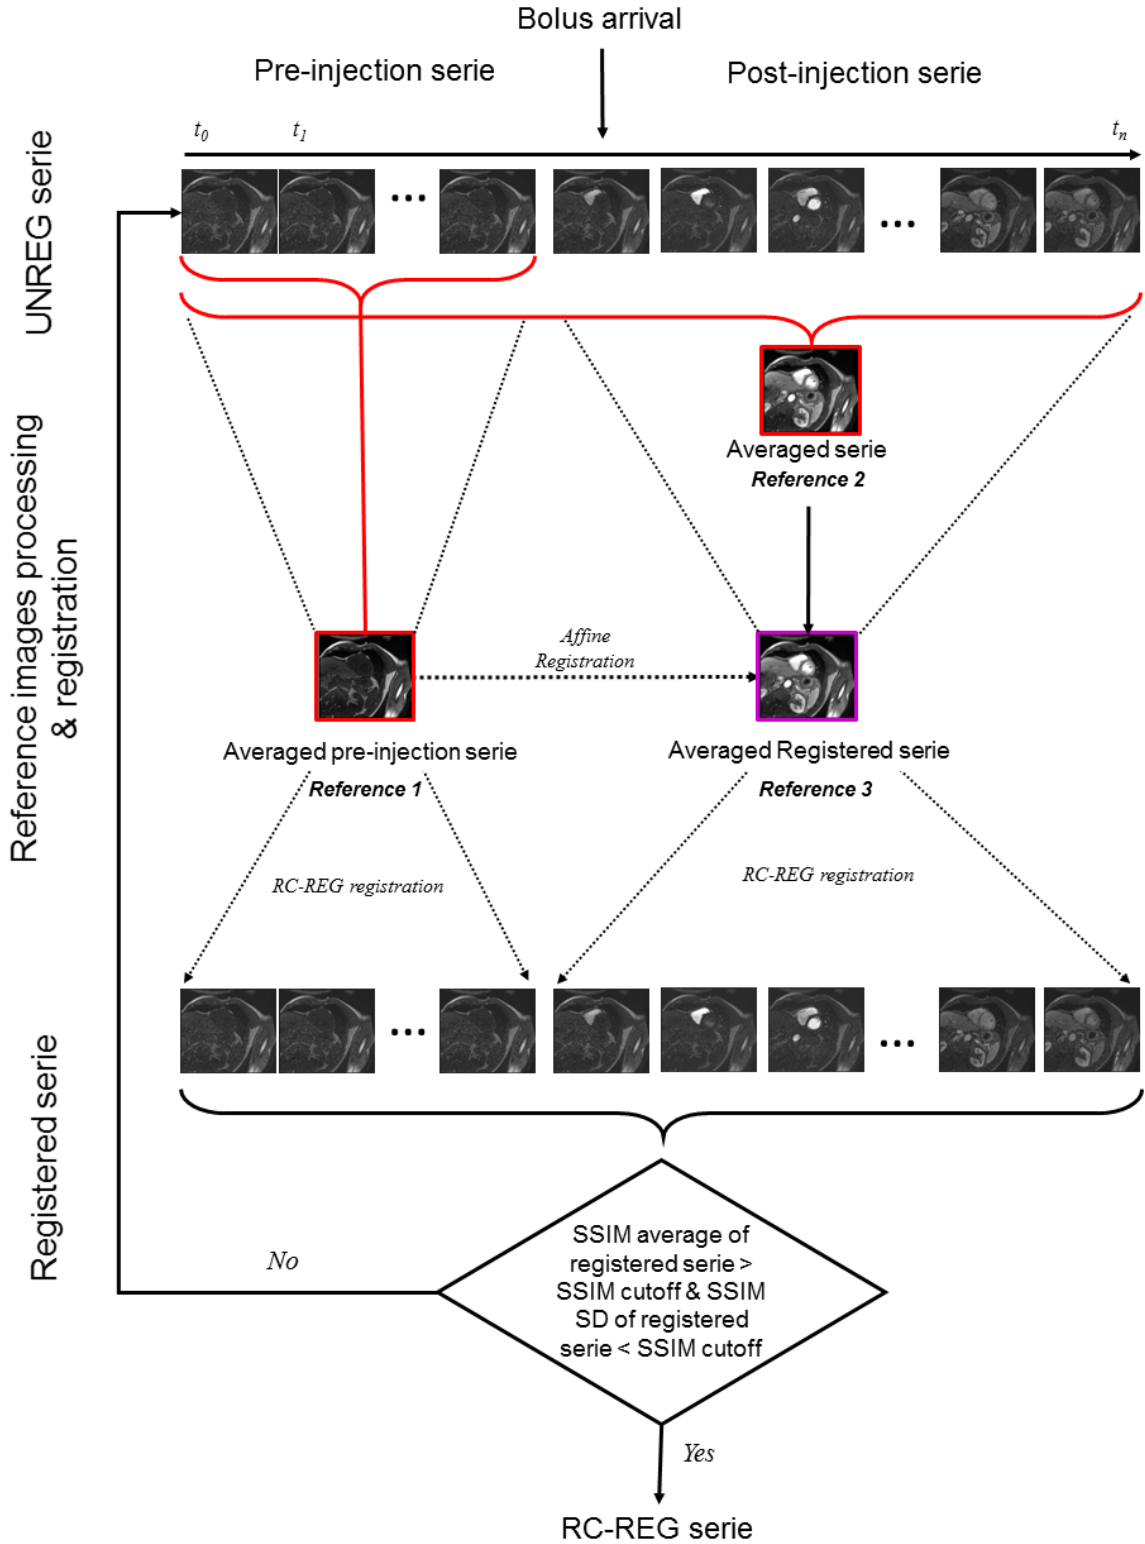 Bolus arrival
Pre-injection serie
Post-injection serie
t0
t1
tn
UNREG serie
Averaged serie
Reference 2
Reference images processing
& registration
Affine
Registration
Averaged pre-injection serie
Reference 1
Averaged Registered serie
Reference 3
RC-REG registration
RC-REG registration
Registered serie
SSIM average of
registered serie >
SSIM cutoff & SSIM
SD of registered
serie < SSIM cutoff
No
Yes
RC-REG serie